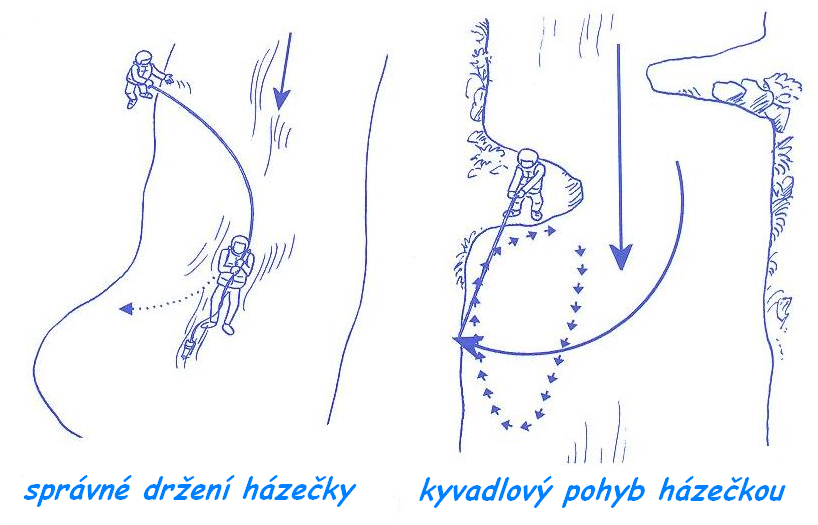 správné držení házečky
kyvadlový pohyb házečkou